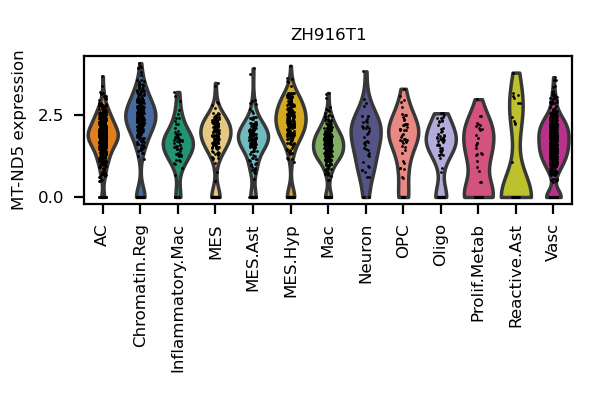 ZH916T1
MT-ND5 expression
2.5
0.0
AC
Chromatin.Reg
Inflammatory.Mac
MES
MES.Ast
MES.Hyp
Mac
Neuron
OPC
Oligo
Prolif.Metab
Reactive.Ast
Vasc